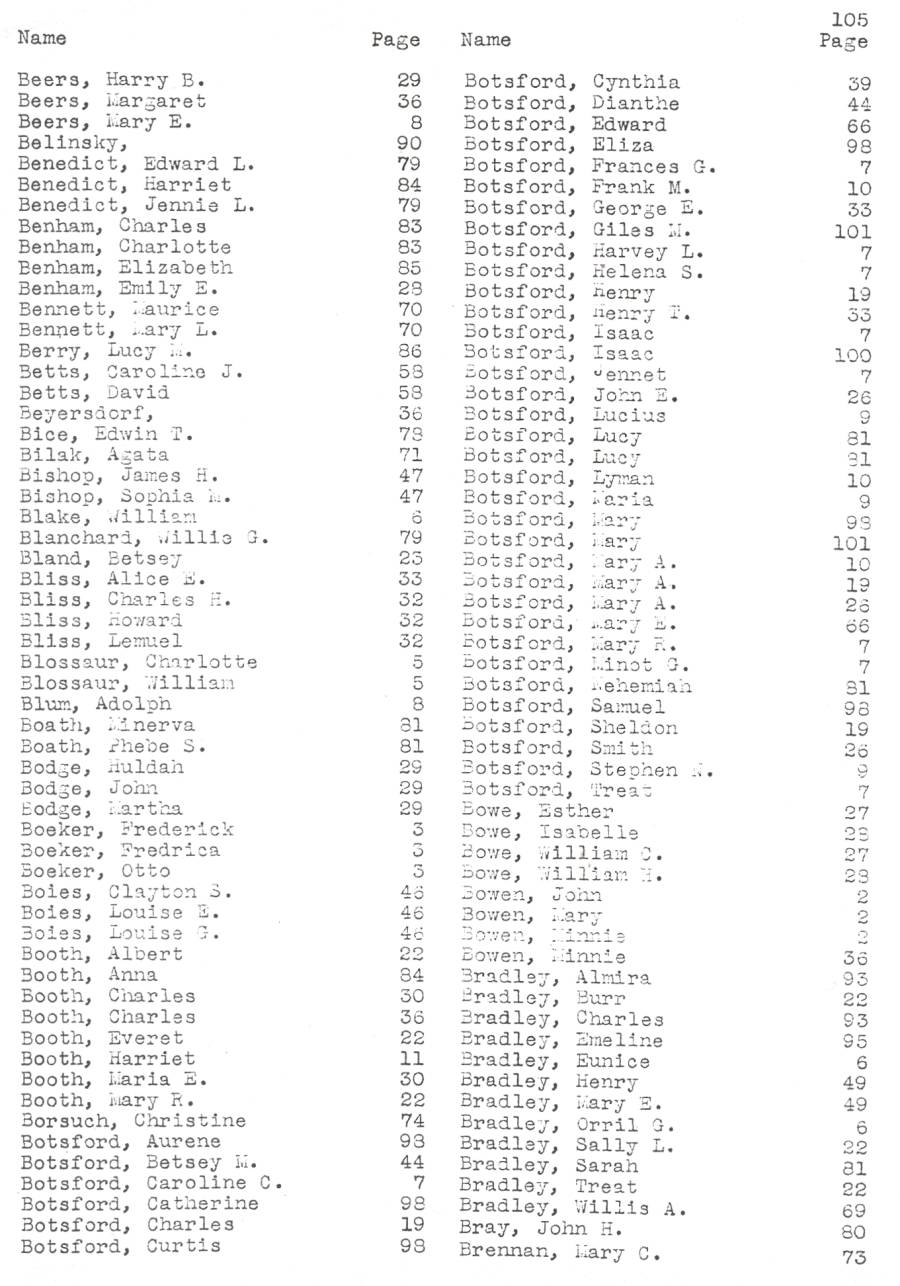 105
Name Page Name Page
Beers, Harry B. 29
Beers, Margaret 36
Beers, Mary E. 8
Belinsky, 90
Benedict, Edward L. 79
Benedict, Harriet 84
Benedict, Jennie L. 79
Benham, Charles 83
Benham, Charlotte 83
Benham, Elizabeth 85
Benham, Emily E. 28
Bennett, Maurice 70
Bennett, Mary L. 70
Berry, Lucy M. 86
Betts, Caroline J. 58
Betts, David 58
Beyersdorf, 36
Bice, Edwin T. 78
Bilak, Agata 71
Bishop, James H. 47
Bishop, Sophia M. 47
Blake, William 6
Blanchard, Willis G. 79
Bland, Betsey 23
Bliss, Alice E. 33
Bliss, Charles H. 32
Bliss, Howard 32
Bliss, Lemuel 32
Blossaur, Charlotte 5
Blossaur, William 5
Blum, Adolph 8
Boath, Minerva 81
Boath, Phebe S. 81
Bodge, Huldah 29
Bodge, John 29
Bodge, Martha 29
Boeker, Frederick 3
Boeker, Fredrica 3
Boeker, Otto 3
Boies, Clayton S. 46
Boies, Louise E. 46
Boies, Louise G. 46
Booth, Albert 22
Booth, Anna 84
Booth, Charles 30
Booth, Charles 36
Booth, Everet 22
Booth, Harriet 11
Booth, Maria E. 30
Booth, Mary R. 22
Borsuch, Christine 74
Botsford, Aurene 98
Botsford, Betsey M. 44
Botsford, Caroline C. 7
Botsford, Catherine 98
Botsford, Charles 19
Botsford, Curtis 98
Botsford, Cynthia 39
Botsford, Dianthe 44
Botsford, Edward 66
Botsford, Eliza 98
Botsford, Frances G. 7
Botsford, Frank M. 10
Botsford, George E. 33
Botsford, Giles M. 101
Botsford, Harvey L. 7
Botsford, Helena S. 7
Botsford, Henry 19
Botsford, Henry T. 33
Botsford, Isaac 7
Botsford, Isaac 100
Botsford, Jennet 7
Botsford, John E. 26
Botsford, Lucius 9
Botsford, Lucy 81
Botsford, Lucy 81
Botsford, Lyman 10
Botsford, Maria 9
Botsford, Mary 98
Botsford, Mary 101
Botsford, Mary A. 10
Botsford, Mary A. 19
Botsford, Mary A. 26
Botsford, Mary E. 66
Botsford, Mary R. 7
Botsford, Minot G. 7
Botsford, Nehemiah 81
Botsford, Samuel 98
Botsford, Sheldon 19
Botsford, Smith 26
Botsford, Stephen N. 9
Botsford, Treat 7
Bowe, Esther 27
Bowe, Isabelle 28
Bowe, William C. 27
Bowe, William H. 28
Bowen, John 2
Bowen, Mary 2
Bowen, Minnie 2
Bowen, Minnie 36
Bradley, Almira 93
Bradley, Burr 22
Bradley, Charles 93
Bradley, Emeline 95
Bradley, Eunice 6
Bradley, Henry 49
Bradley, Mary E. 49
Bradley, Orril G. 6
Bradley, Sally L. 22
Bradley, Sarah 81
Bradley, Treat 22
Bradley, Willis A. 69
Bray, John H. 80
Brennan, Mary C. 73